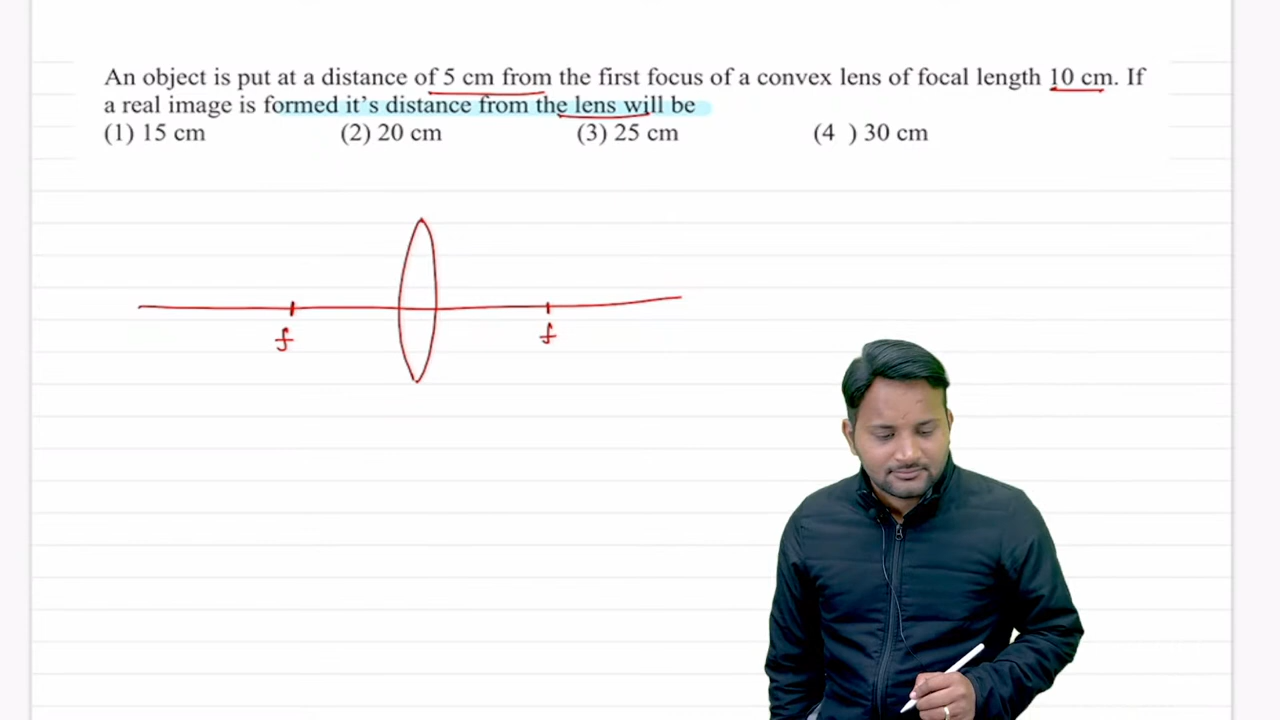 An object is put at a distance of 5 cm from the first focus of a convex lens of focal length 10 cm. If
a real image is formed it's distance from the lens will be
(1) 15 cm (2) 20 cm (3) 25 cm (4 ) 30 cm
f f